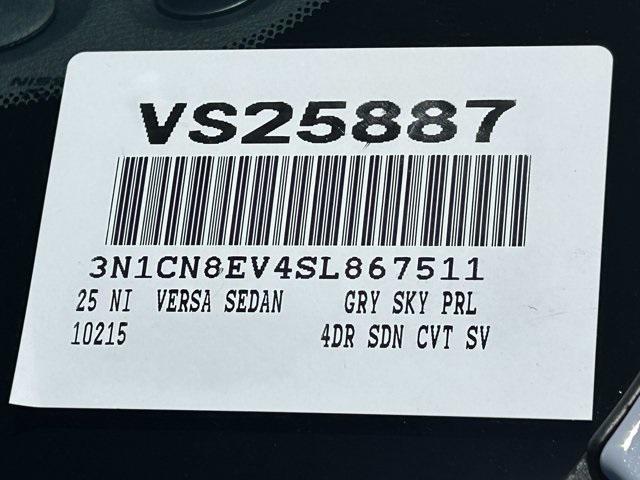 VS25887
3N1CN8EV4SL867511
25 NI VERSA SEDAN GRY SKY PRL
10215 4DR SDN CVT SV